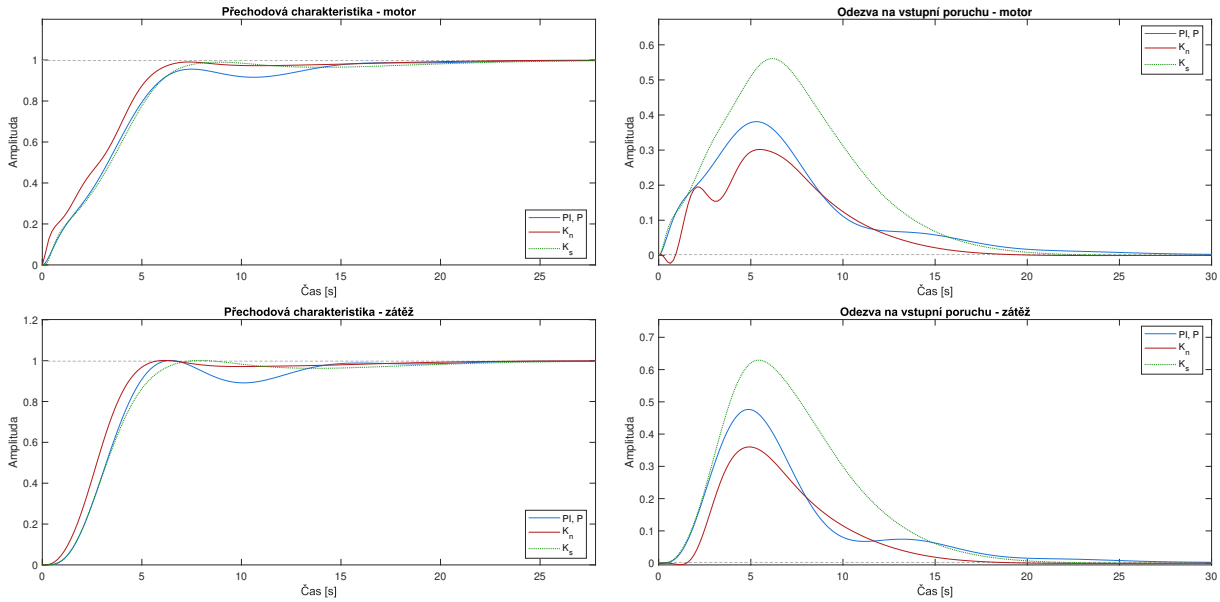 Přechodová charakteristika - motor
Amplituda
1
0.8
0.6
0.4
0.2
0
0
5
10
15
20
25
Čas [s]
PI, P
Kn
Ks
Odezva na vstupní poruchu - motor
Amplituda
0.6
0.5
0.4
0.3
0.2
0.1
0
0
5
10
15
20
25
30
Čas [s]
PI, P
Kn
Ks
Přechodová charakteristika - zátěž
Amplituda
1.2
1
0.8
0.6
0.4
0.2
0
0
5
10
15
20
25
Čas [s]
PI, P
Kn
Ks
Odezva na vstupní poruchu - zátěž
Amplituda
0.7
0.6
0.5
0.4
0.3
0.2
0.1
0
0
5
10
15
20
25
30
Čas [s]
PI, P
Kn
Ks